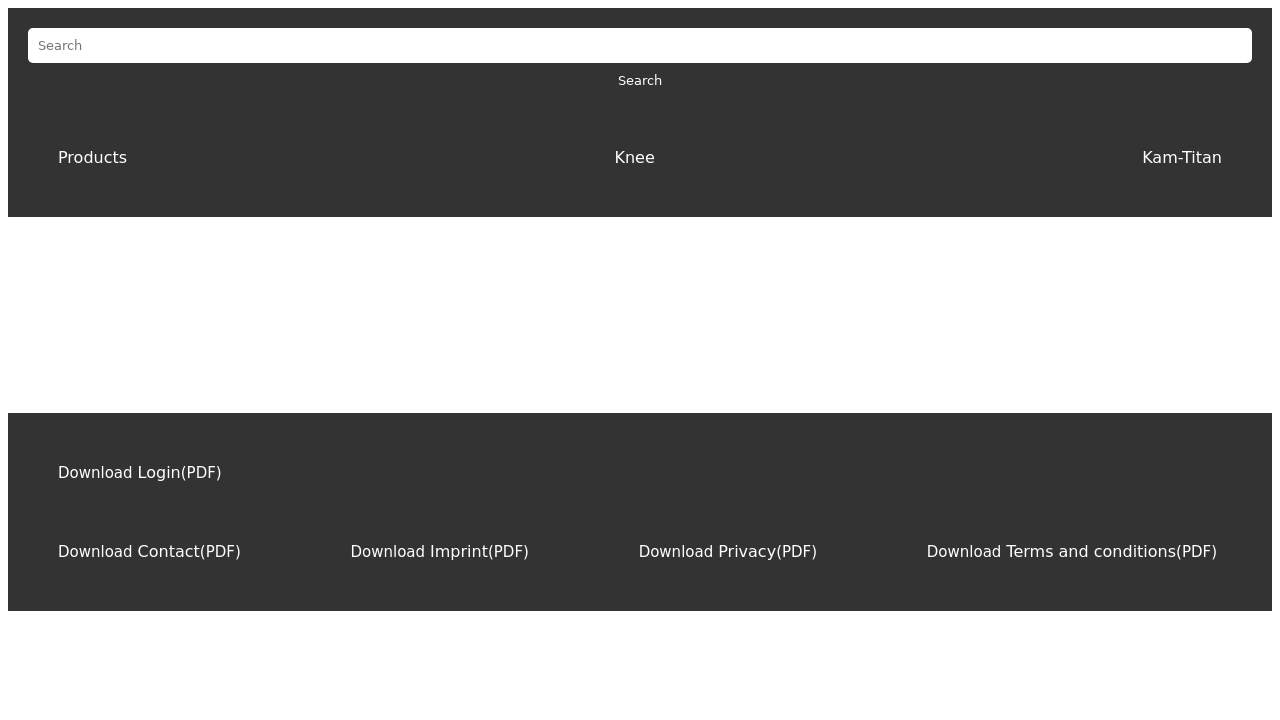 Search
Search
Products Knee Kam-Titan
Download Login(PDF)
Download Contact(PDF) Download Imprint(PDF) Download Privacy(PDF) Download Terms and conditions(PDF)